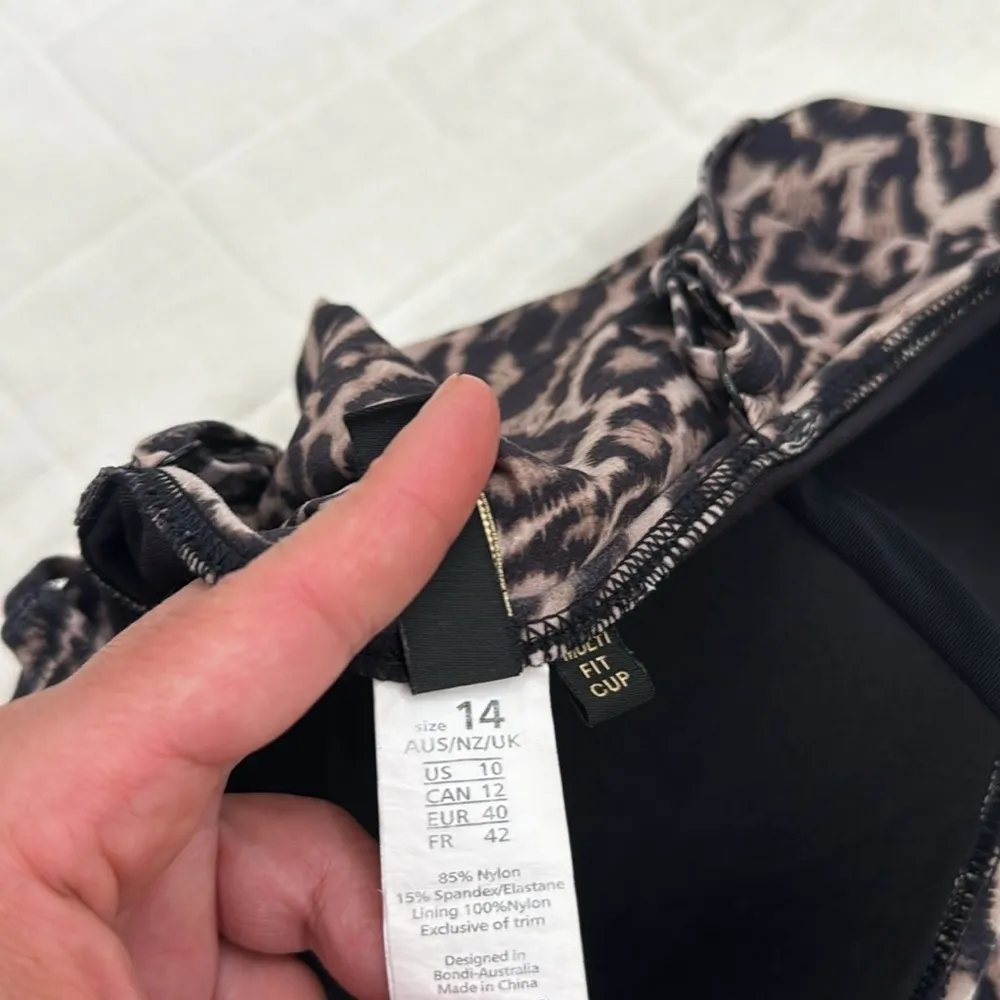 size 14
AUS/NZ/UK
US 10
CAN 12
EUR 40
FR 42
85% Nylon
15% Spandex/Elastane
Lining 100%Nylon
Exclusive of trim
Designed in
Bondi-Australia
Made in China
MULTI
FIT
CUP